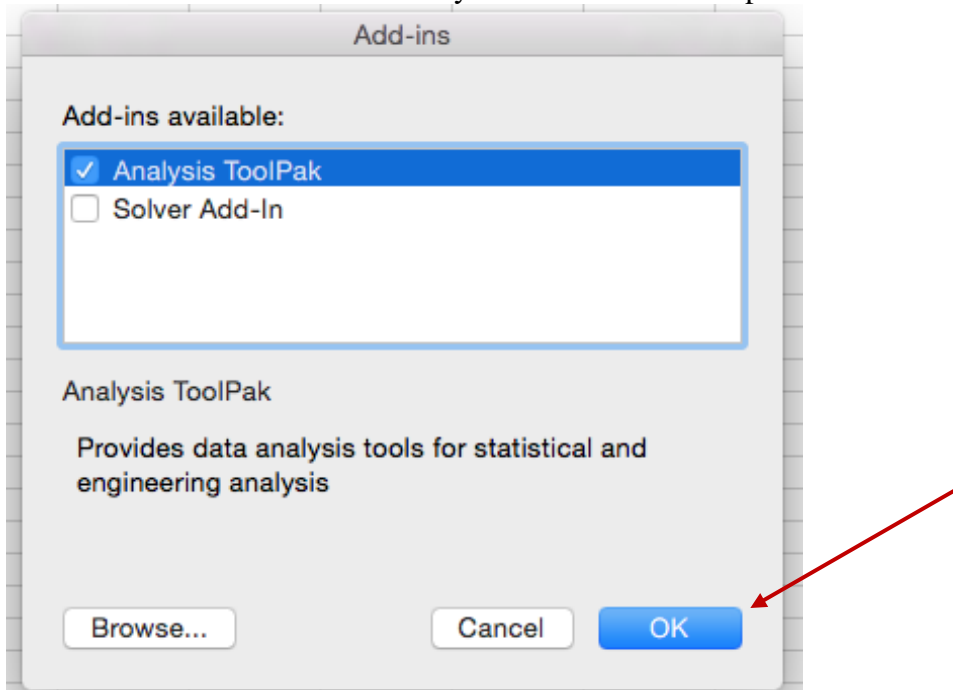 Add-ins
Add-ins available:
Analysis ToolPak
Solver Add-In
Analysis ToolPak
Provides data analysis tools for statistical and
engineering analysis
Browse...
Cancel
OK